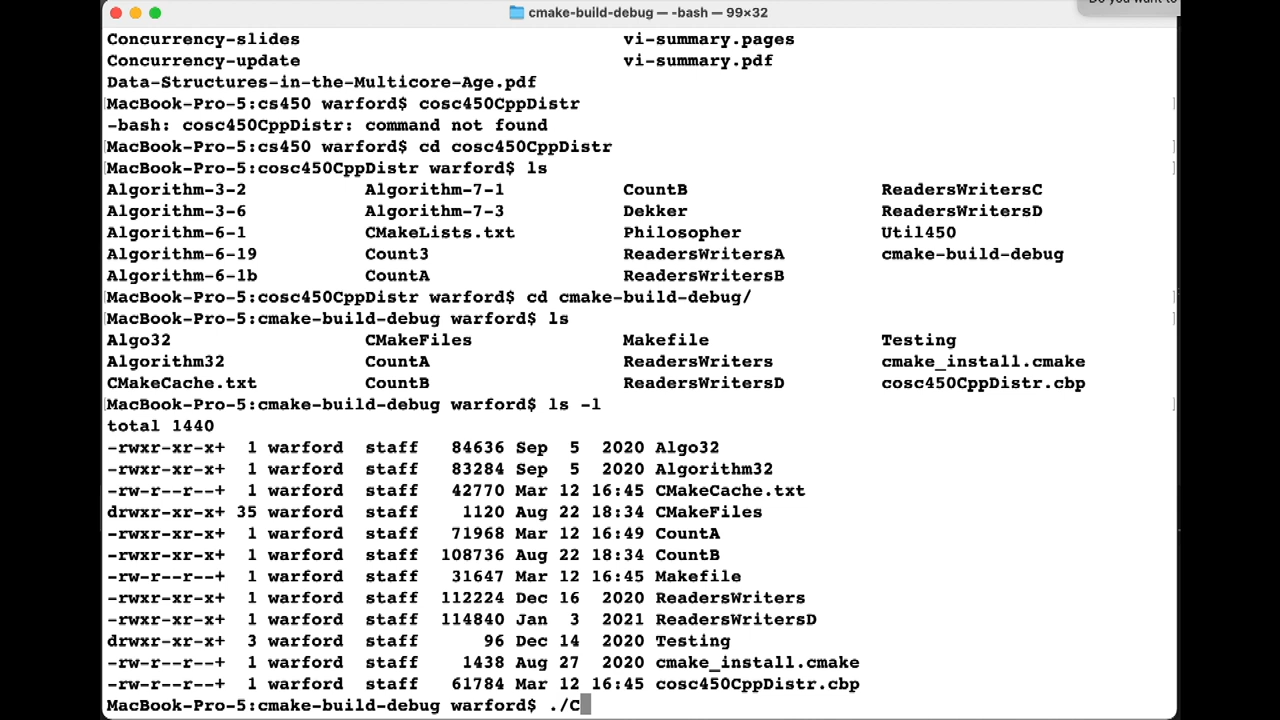 Do you want to
cmake-build-debug — -bash — 99×32
Concurrency-slides vi-summary.pages
Concurrency-update vi-summary.pdf
Data-Structures-in-the-Multicore-Age.pdf
MacBook-Pro-5:cs450 warford$ cosc450CppDistr
-bash: cosc450CppDistr: command not found
MacBook-Pro-5:cs450 warford$ cd cosc450CppDistr
MacBook-Pro-5:cosc450CppDistr warford$ ls
Algorithm-3-2 Algorithm-7-1 CountB ReadersWritersC
Algorithm-3-6 Algorithm-7-3 Dekker ReadersWritersD
Algorithm-6-1 CMakeLists.txt Philosopher Util450
Algorithm-6-19 Count3 ReadersWritersA cmake-build-debug
Algorithm-6-1b CountA ReadersWritersB
MacBook-Pro-5:cosc450CppDistr warford$ cd cmake-build-debug/
MacBook-Pro-5:cmake-build-debug warford$ ls
Algo32 CMakeFiles Makefile Testing
Algorithm32 CountA ReadersWriters cmake_install.cmake
CMakeCache.txt CountB ReadersWritersD cosc450CppDistr.cbp
MacBook-Pro-5:cmake-build-debug warford$ ls -l
total 1440
-rwxr-xr-x+ 1 warford staff 84636 Sep 5 2020 Algo32
-rwxr-xr-x+ 1 warford staff 83284 Sep 5 2020 Algorithm32
-rw-r--r--+ 1 warford staff 42770 Mar 12 16:45 CMakeCache.txt
drwxr-xr-x+ 35 warford staff 1120 Aug 22 18:34 CMakeFiles
-rwxr-xr-x+ 1 warford staff 71968 Mar 12 16:49 CountA
-rwxr-xr-x+ 1 warford staff 108736 Aug 22 18:34 CountB
-rw-r--r--+ 1 warford staff 31647 Mar 12 16:45 Makefile
-rwxr-xr-x+ 1 warford staff 112224 Dec 16 2020 ReadersWriters
-rwxr-xr-x+ 1 warford staff 114840 Jan 3 2021 ReadersWritersD
drwxr-xr-x+ 3 warford staff 96 Dec 14 2020 Testing
-rw-r--r--+ 1 warford staff 1438 Aug 27 2020 cmake_install.cmake
-rw-r--r--+ 1 warford staff 61784 Mar 12 16:45 cosc450CppDistr.cbp
MacBook-Pro-5:cmake-build-debug warford$ ./C